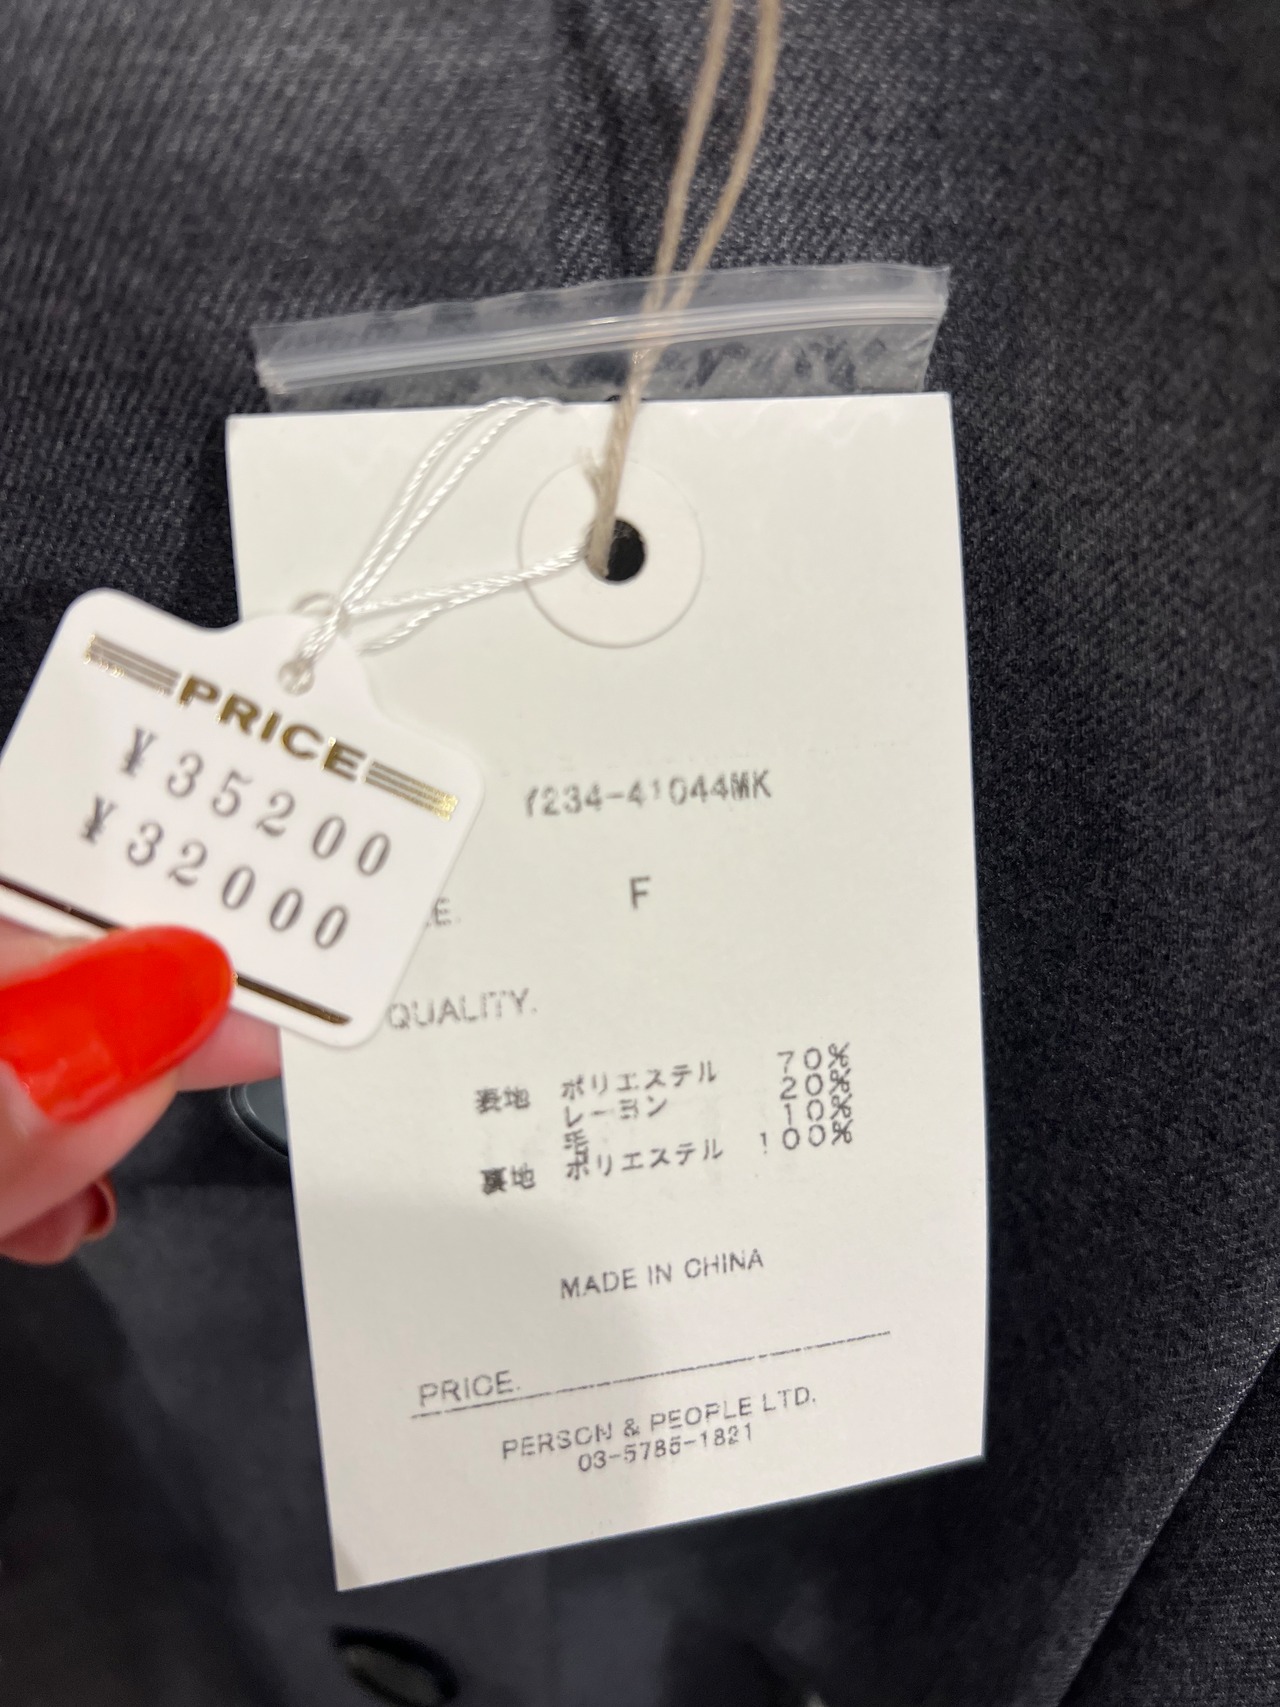 PRICE
¥35200
¥32000
7234-41044MK
E.
F
QUALITY.
表地 ポリエステル 70%
レーヨン 20%
麻 10%
裏地 ポリエステル 100%
MADE IN CHINA
PRICE.
PERSON & PEOPLE LTD.
03-5785-1821